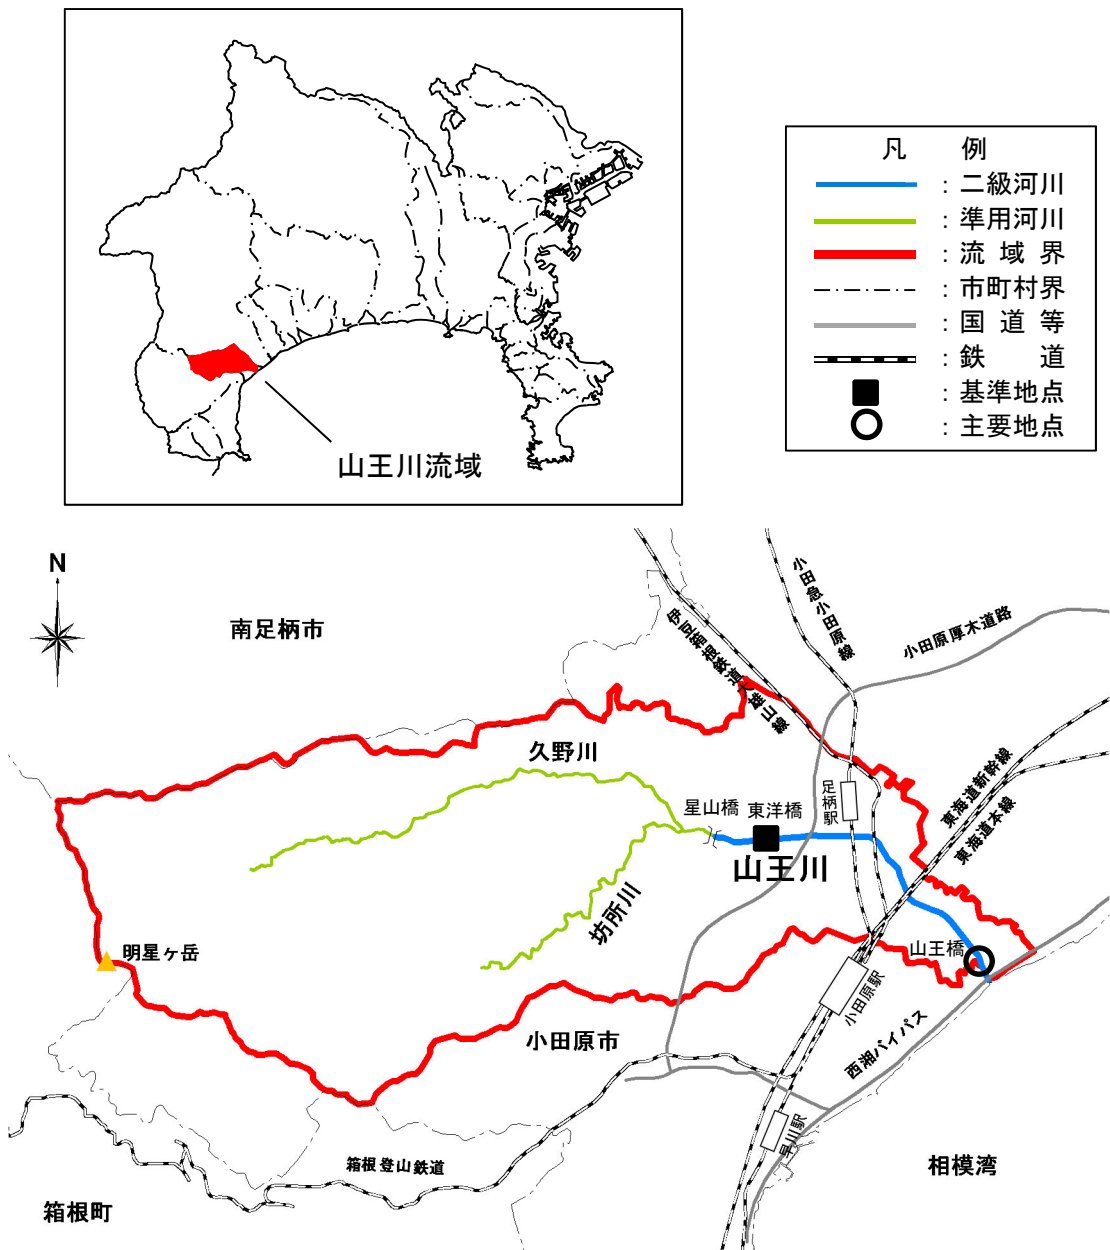 山王川流域
凡 例
：二級河川
：準用河川
：流域界
：市町村界
：国道等
：鉄 道
：基準地点
：主要地点
N
南足柄市
伊豆箱根鉄道大雄山線
小田急小田原線
小田原厚木道路
久野川
星山橋
東洋橋
足柄駅
東海道新幹線
東海道本線
山王川
坊所川
明星ヶ岳
山王橋
小田原駅
小田原市
西湘バイパス
早川駅
箱根登山鉄道
相模湾
箱根町